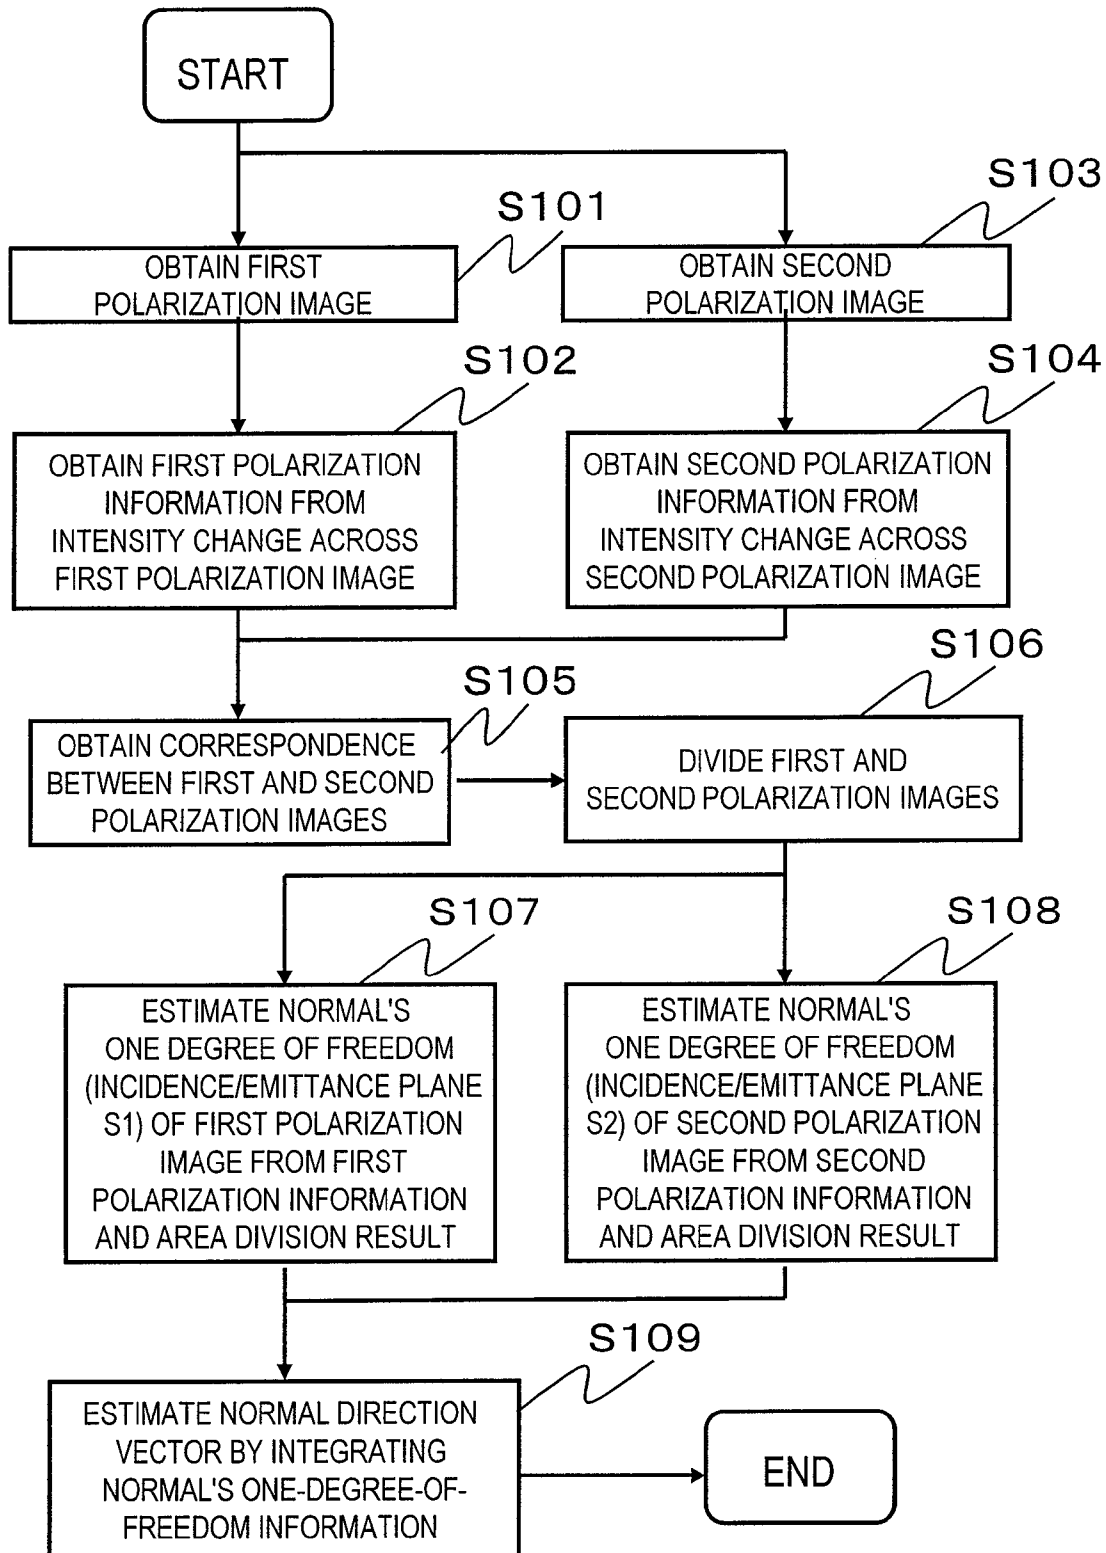 START
S101
OBTAIN FIRST
POLARIZATION IMAGE
S103
OBTAIN SECOND
POLARIZATION IMAGE
S102
OBTAIN FIRST POLARIZATION
INFORMATION FROM
INTENSITY CHANGE ACROSS
FIRST POLARIZATION IMAGE
S104
OBTAIN SECOND POLARIZATION
INFORMATION FROM
INTENSITY CHANGE ACROSS
SECOND POLARIZATION IMAGE
S105
OBTAIN CORRESPONDENCE
BETWEEN FIRST AND SECOND
POLARIZATION IMAGES
S106
DIVIDE FIRST AND
SECOND POLARIZATION IMAGES
S107
ESTIMATE NORMAL'S
ONE DEGREE OF FREEDOM
(INCIDENCE/EMITTANCE PLANE
S1) OF FIRST POLARIZATION
IMAGE FROM FIRST
POLARIZATION INFORMATION
AND AREA DIVISION RESULT
S108
ESTIMATE NORMAL'S
ONE DEGREE OF FREEDOM
(INCIDENCE/EMITTANCE PLANE
S2) OF SECOND POLARIZATION
IMAGE FROM SECOND
POLARIZATION INFORMATION
AND AREA DIVISION RESULT
S109
ESTIMATE NORMAL DIRECTION
VECTOR BY INTEGRATING
NORMAL'S ONE-DEGREE-OF-
FREEDOM INFORMATION
END